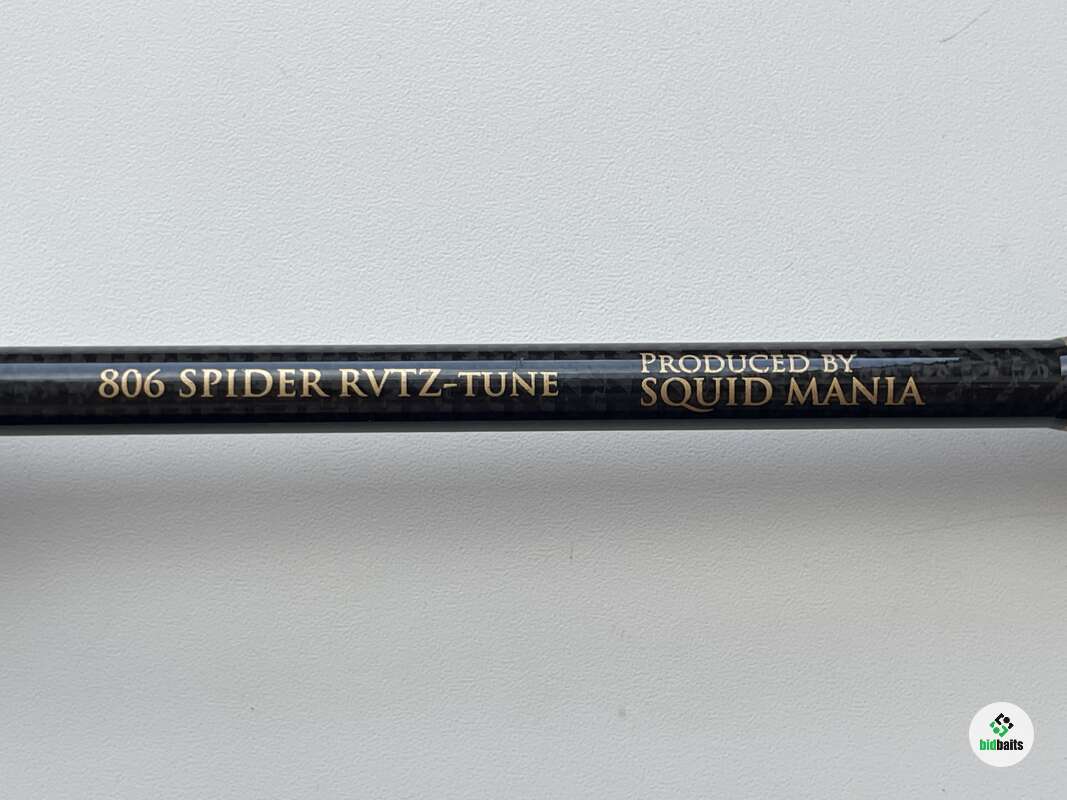 806 SPIDER RVTZ-TUNE
PRODUCED BY
SQUID MANIA
bidbaits